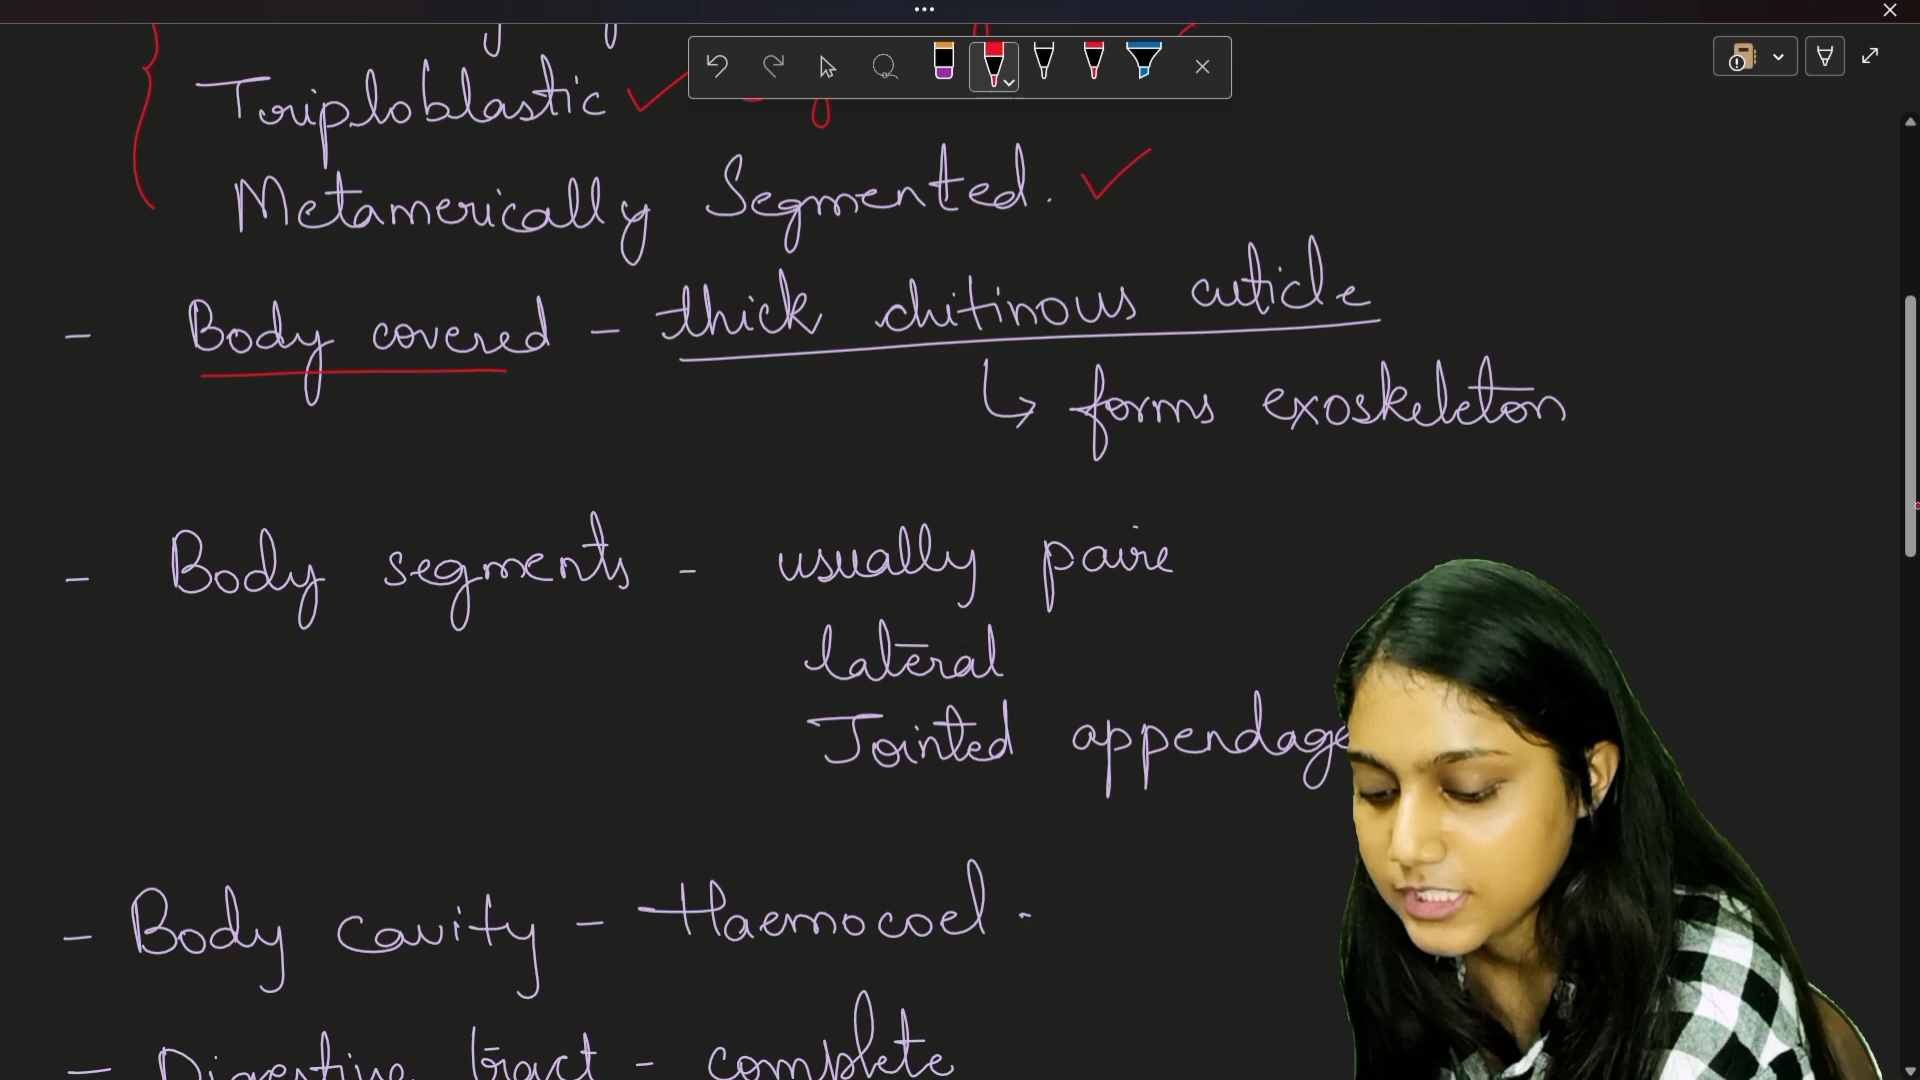 Triploblastic
Metamerically Segmented.
- Body covered - thick chitinous cuticle
↳ forms exoskeleton
- Body segments - usually paire
lateral
Jointed appendage
- Body cavity - Haemocoel.
- Digestive tract - complete